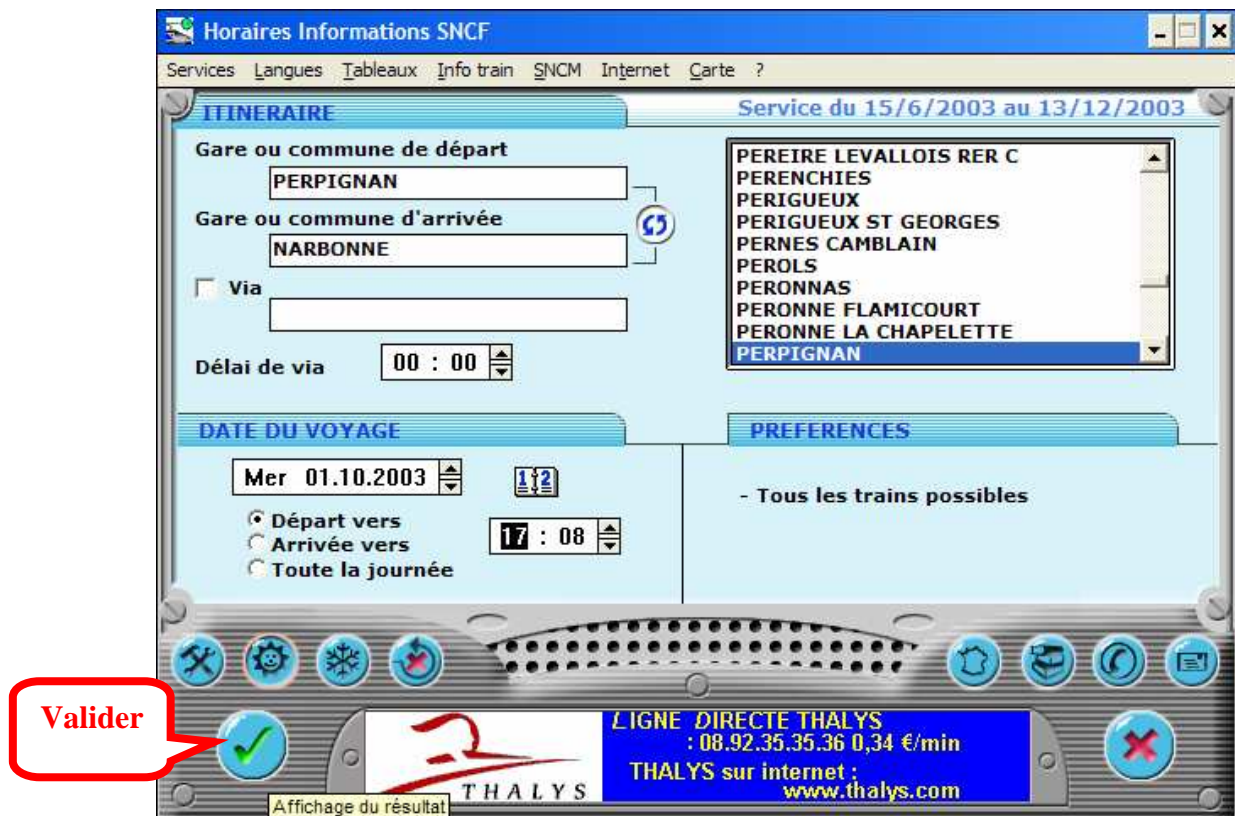 Horaires Informations SNCF
Services Langues Tableaux Info train SNCM Internet Carte ?
ITINERAIRE
Service du 15/6/2003 au 13/12/2003
Gare ou commune de départ
PERPIGNAN
Gare ou commune d'arrivée
NARBONNE
Via
Délai de via 00 : 00
PEREIRE LEVALLOIS RER C
PERENCHIES
PERIGUEUX
PERIGUEUX ST GEORGES
PERNES CAMBLAIN
PEROLS
PERONNAS
PERONNE FLAMICOURT
PERONNE LA CHAPELETTE
PERPIGNAN
DATE DU VOYAGE
Mer 01.10.2003
1 2
Départ vers
Arrivée vers
Toute la journée
17 : 08
PREFERENCES
- Tous les trains possibles
Valider
THALYS
LIGNE DIRECTE THALYS
: 08.92.35.35.36 0,34 €/min
THALYS sur internet :
www.thalys.com
Affichage du résultat